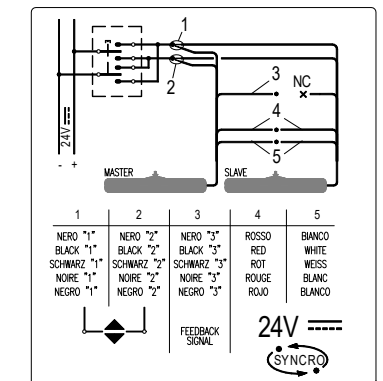 1
2
3
NC
4
5
24V
- +
MASTER
SLAVE
1 2 3 4 5
NERO "1" NERO "2" NERO "3" ROSSO BIANCO
BLACK "1" BLACK "2" BLACK "3" RED WHITE
SCHWARZ "1" SCHWARZ "2" SCHWARZ "3" ROT WEISS
NOIRE "1" NOIRE "2" NOIRE "3" ROUGE BLANC
NEGRO "1" NEGRO "2" NEGRO "3" ROJO BLANCO
FEEDBACK
SIGNAL
24V
SYNCRO